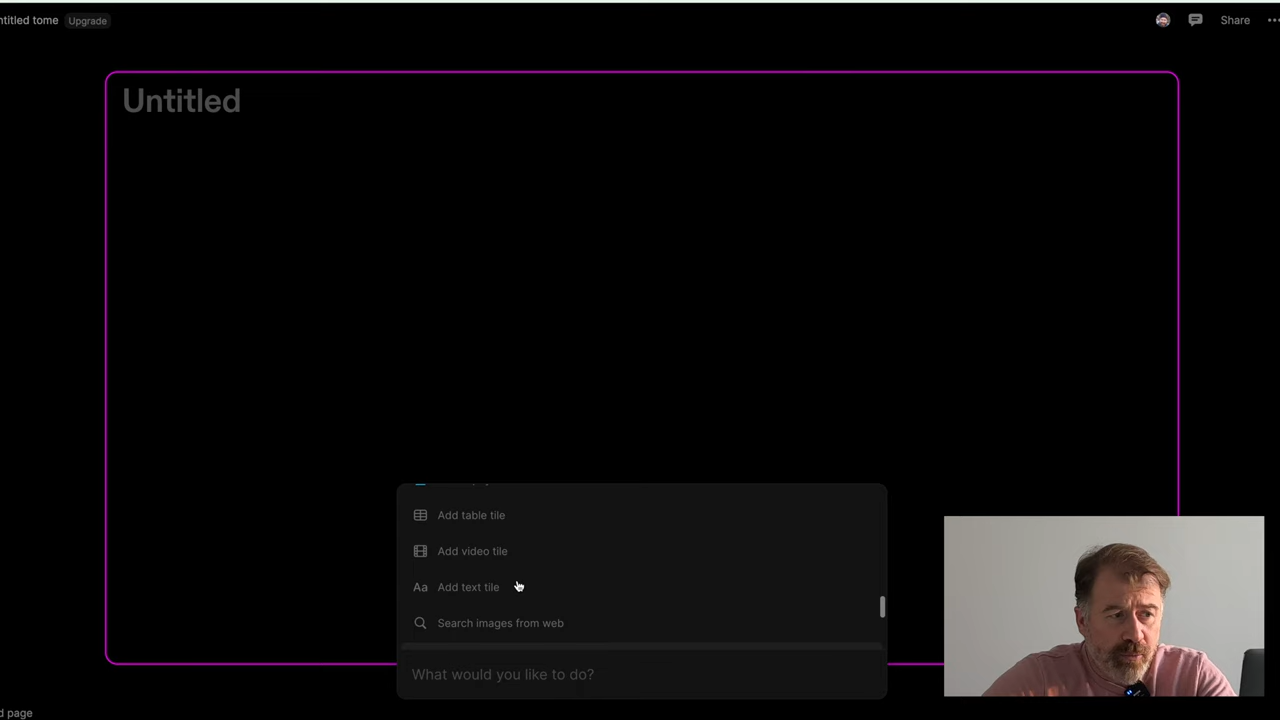 ntitled tome Upgrade Share
Untitled
Add table tile
Add video tile
Aa Add text tile
Search images from web
What would you like to do?
d page